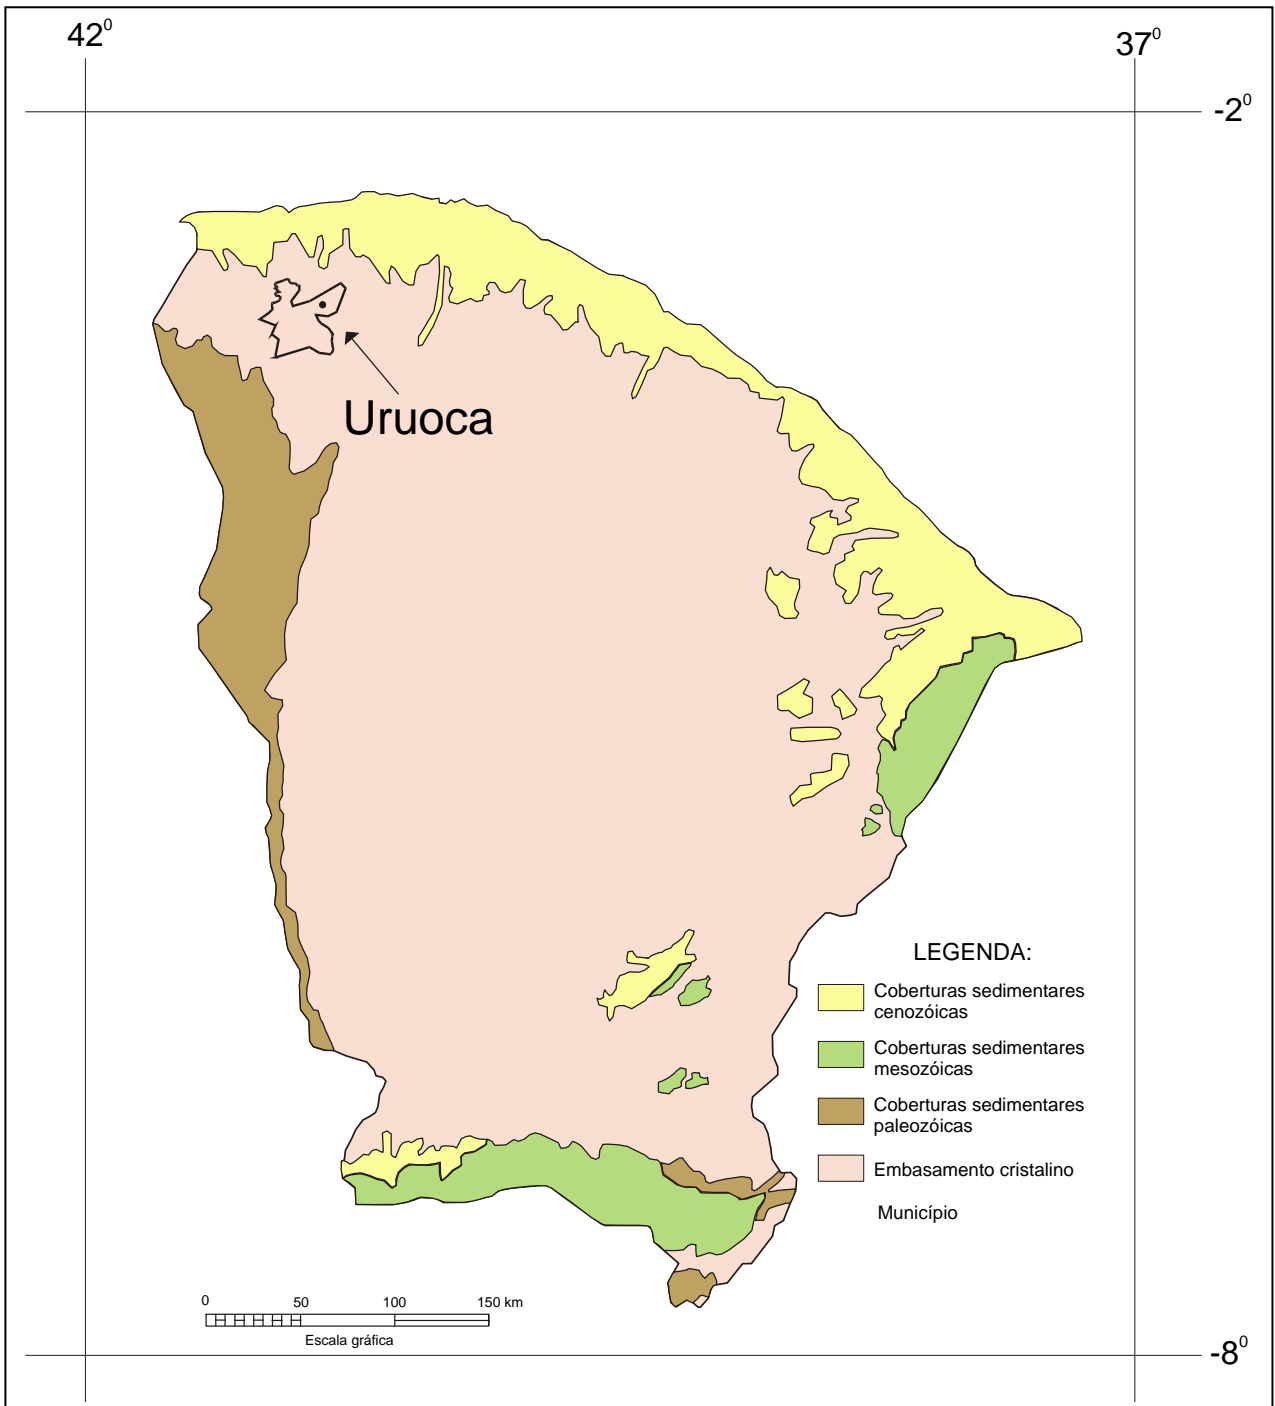 42⁰
37⁰
-2⁰
Uruoca
LEGENDA:
Coberturas sedimentares
cenozóicas
Coberturas sedimentares
mesozóicas
Coberturas sedimentares
paleozóicas
Embasamento cristalino
Município
0 50 100 150 km
Escala gráfica
-8⁰